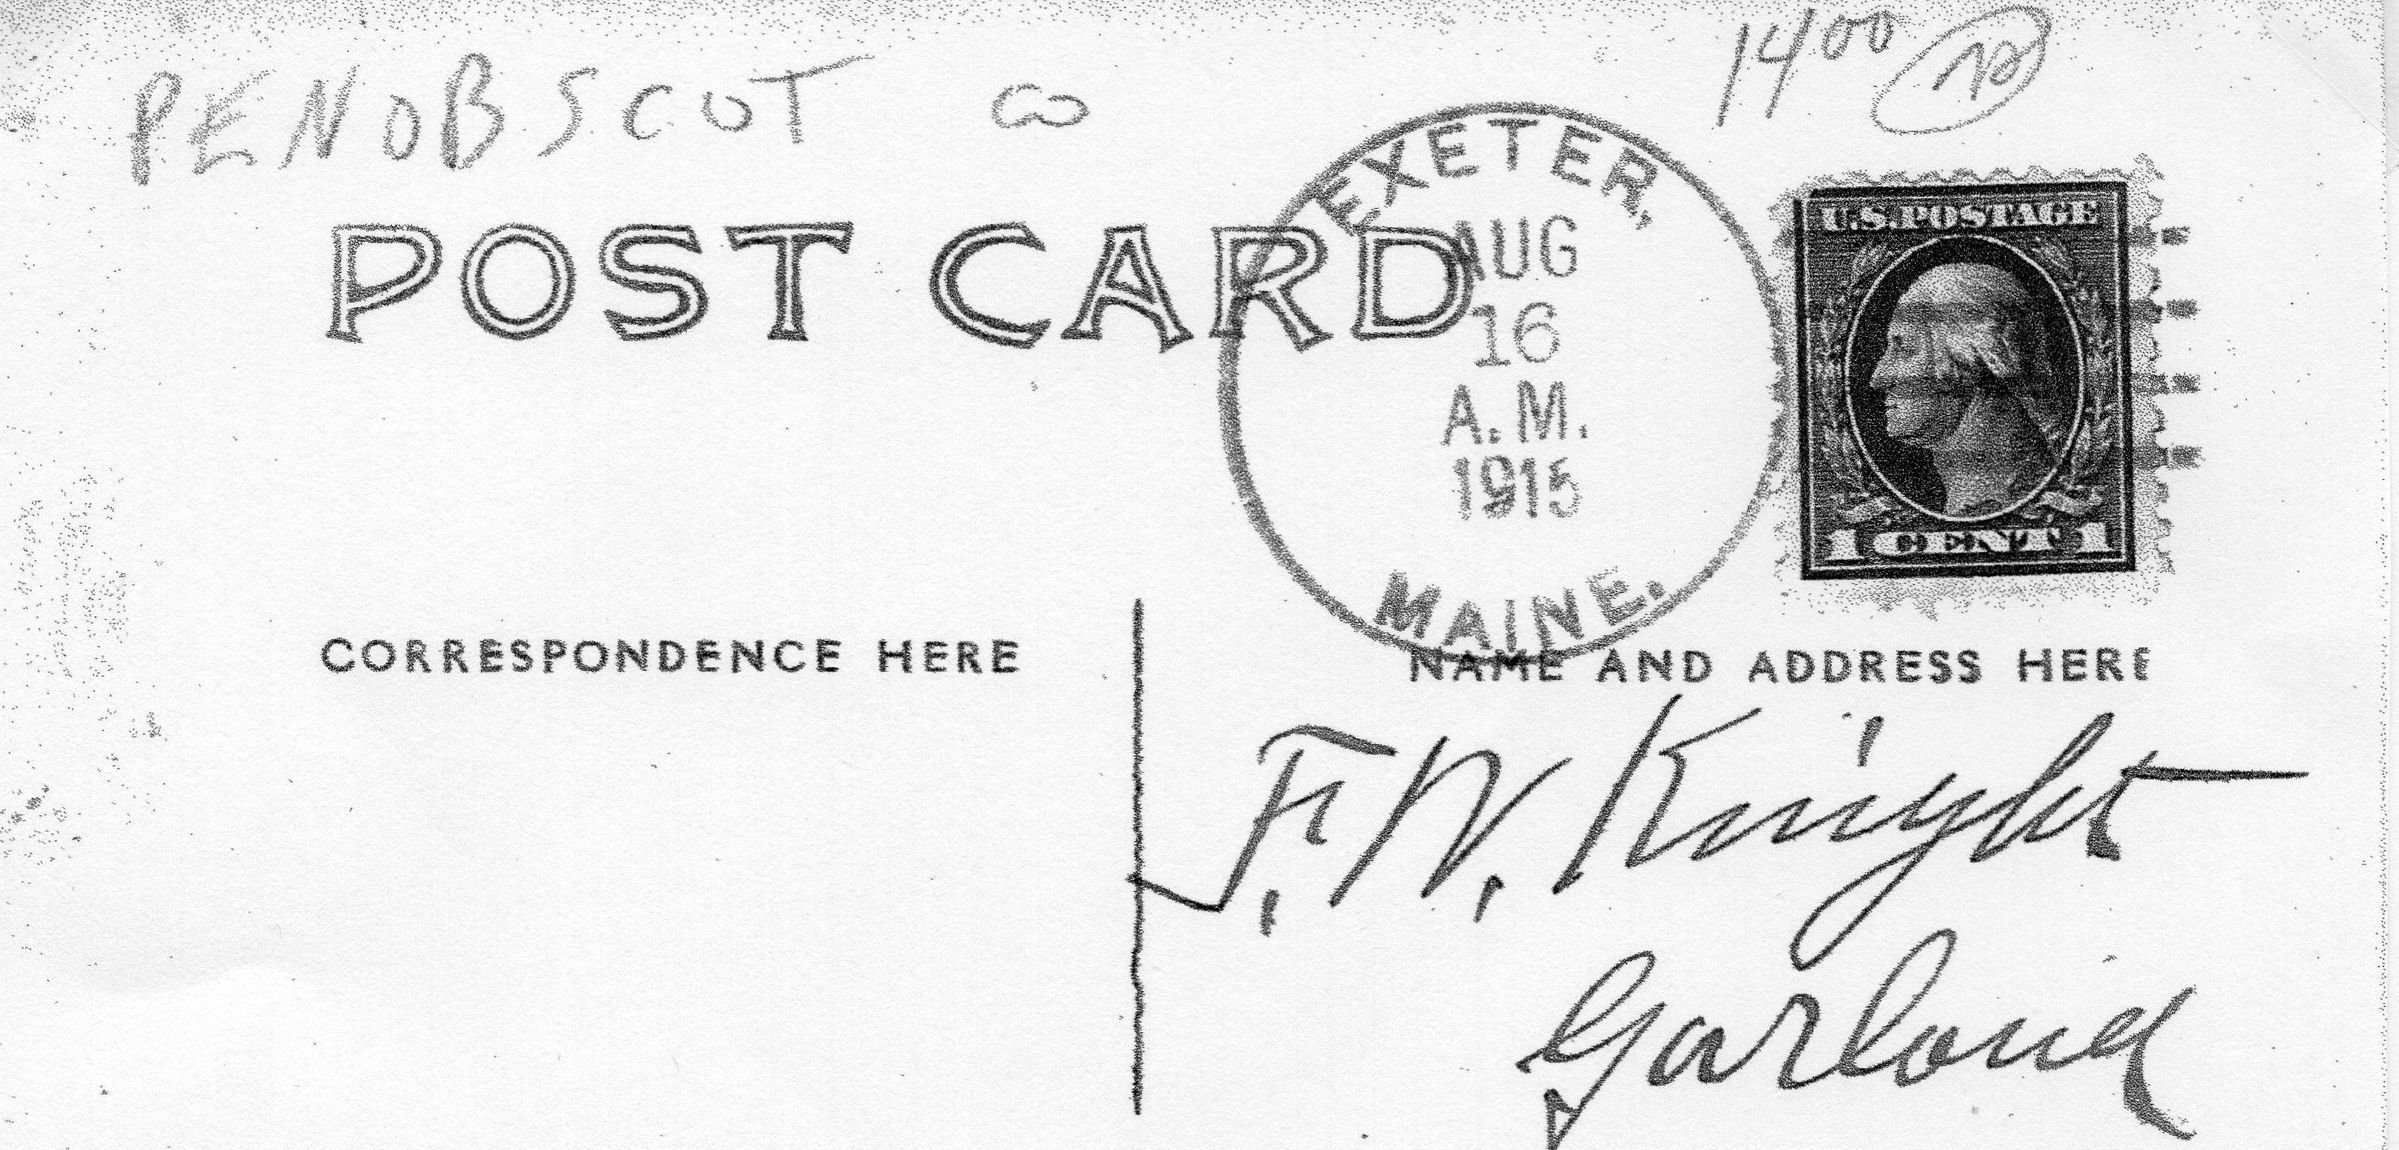 PENOBSCOT CO
1400
POST CARD
EXETER,
AUG
16
A.M.
1915
MAINE.
U.S. POSTAGE
1 CENT 1
CORRESPONDENCE HERE
NAME AND ADDRESS HERE
F. W. Knight
Garland